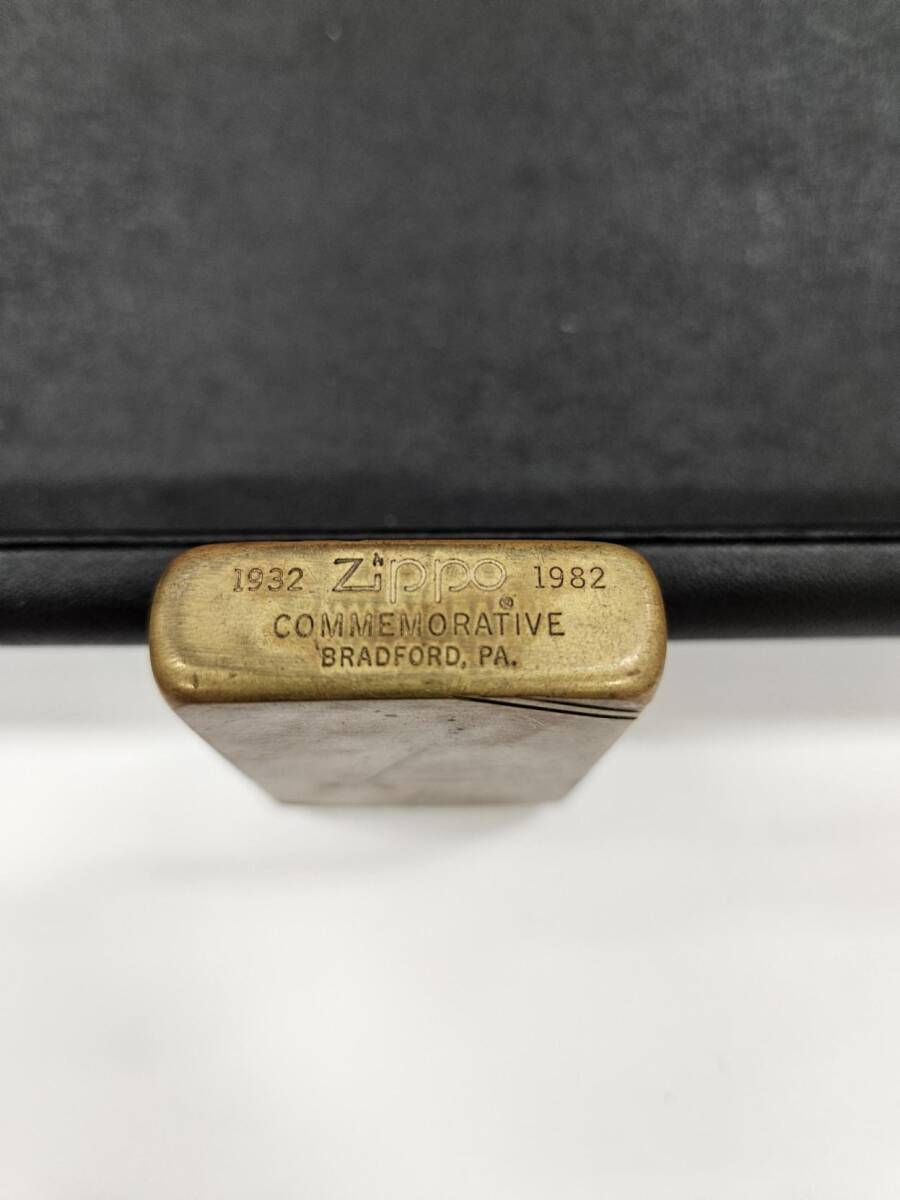 1932 Zippo 1982
®
COMMEMORATIVE
BRADFORD, PA.